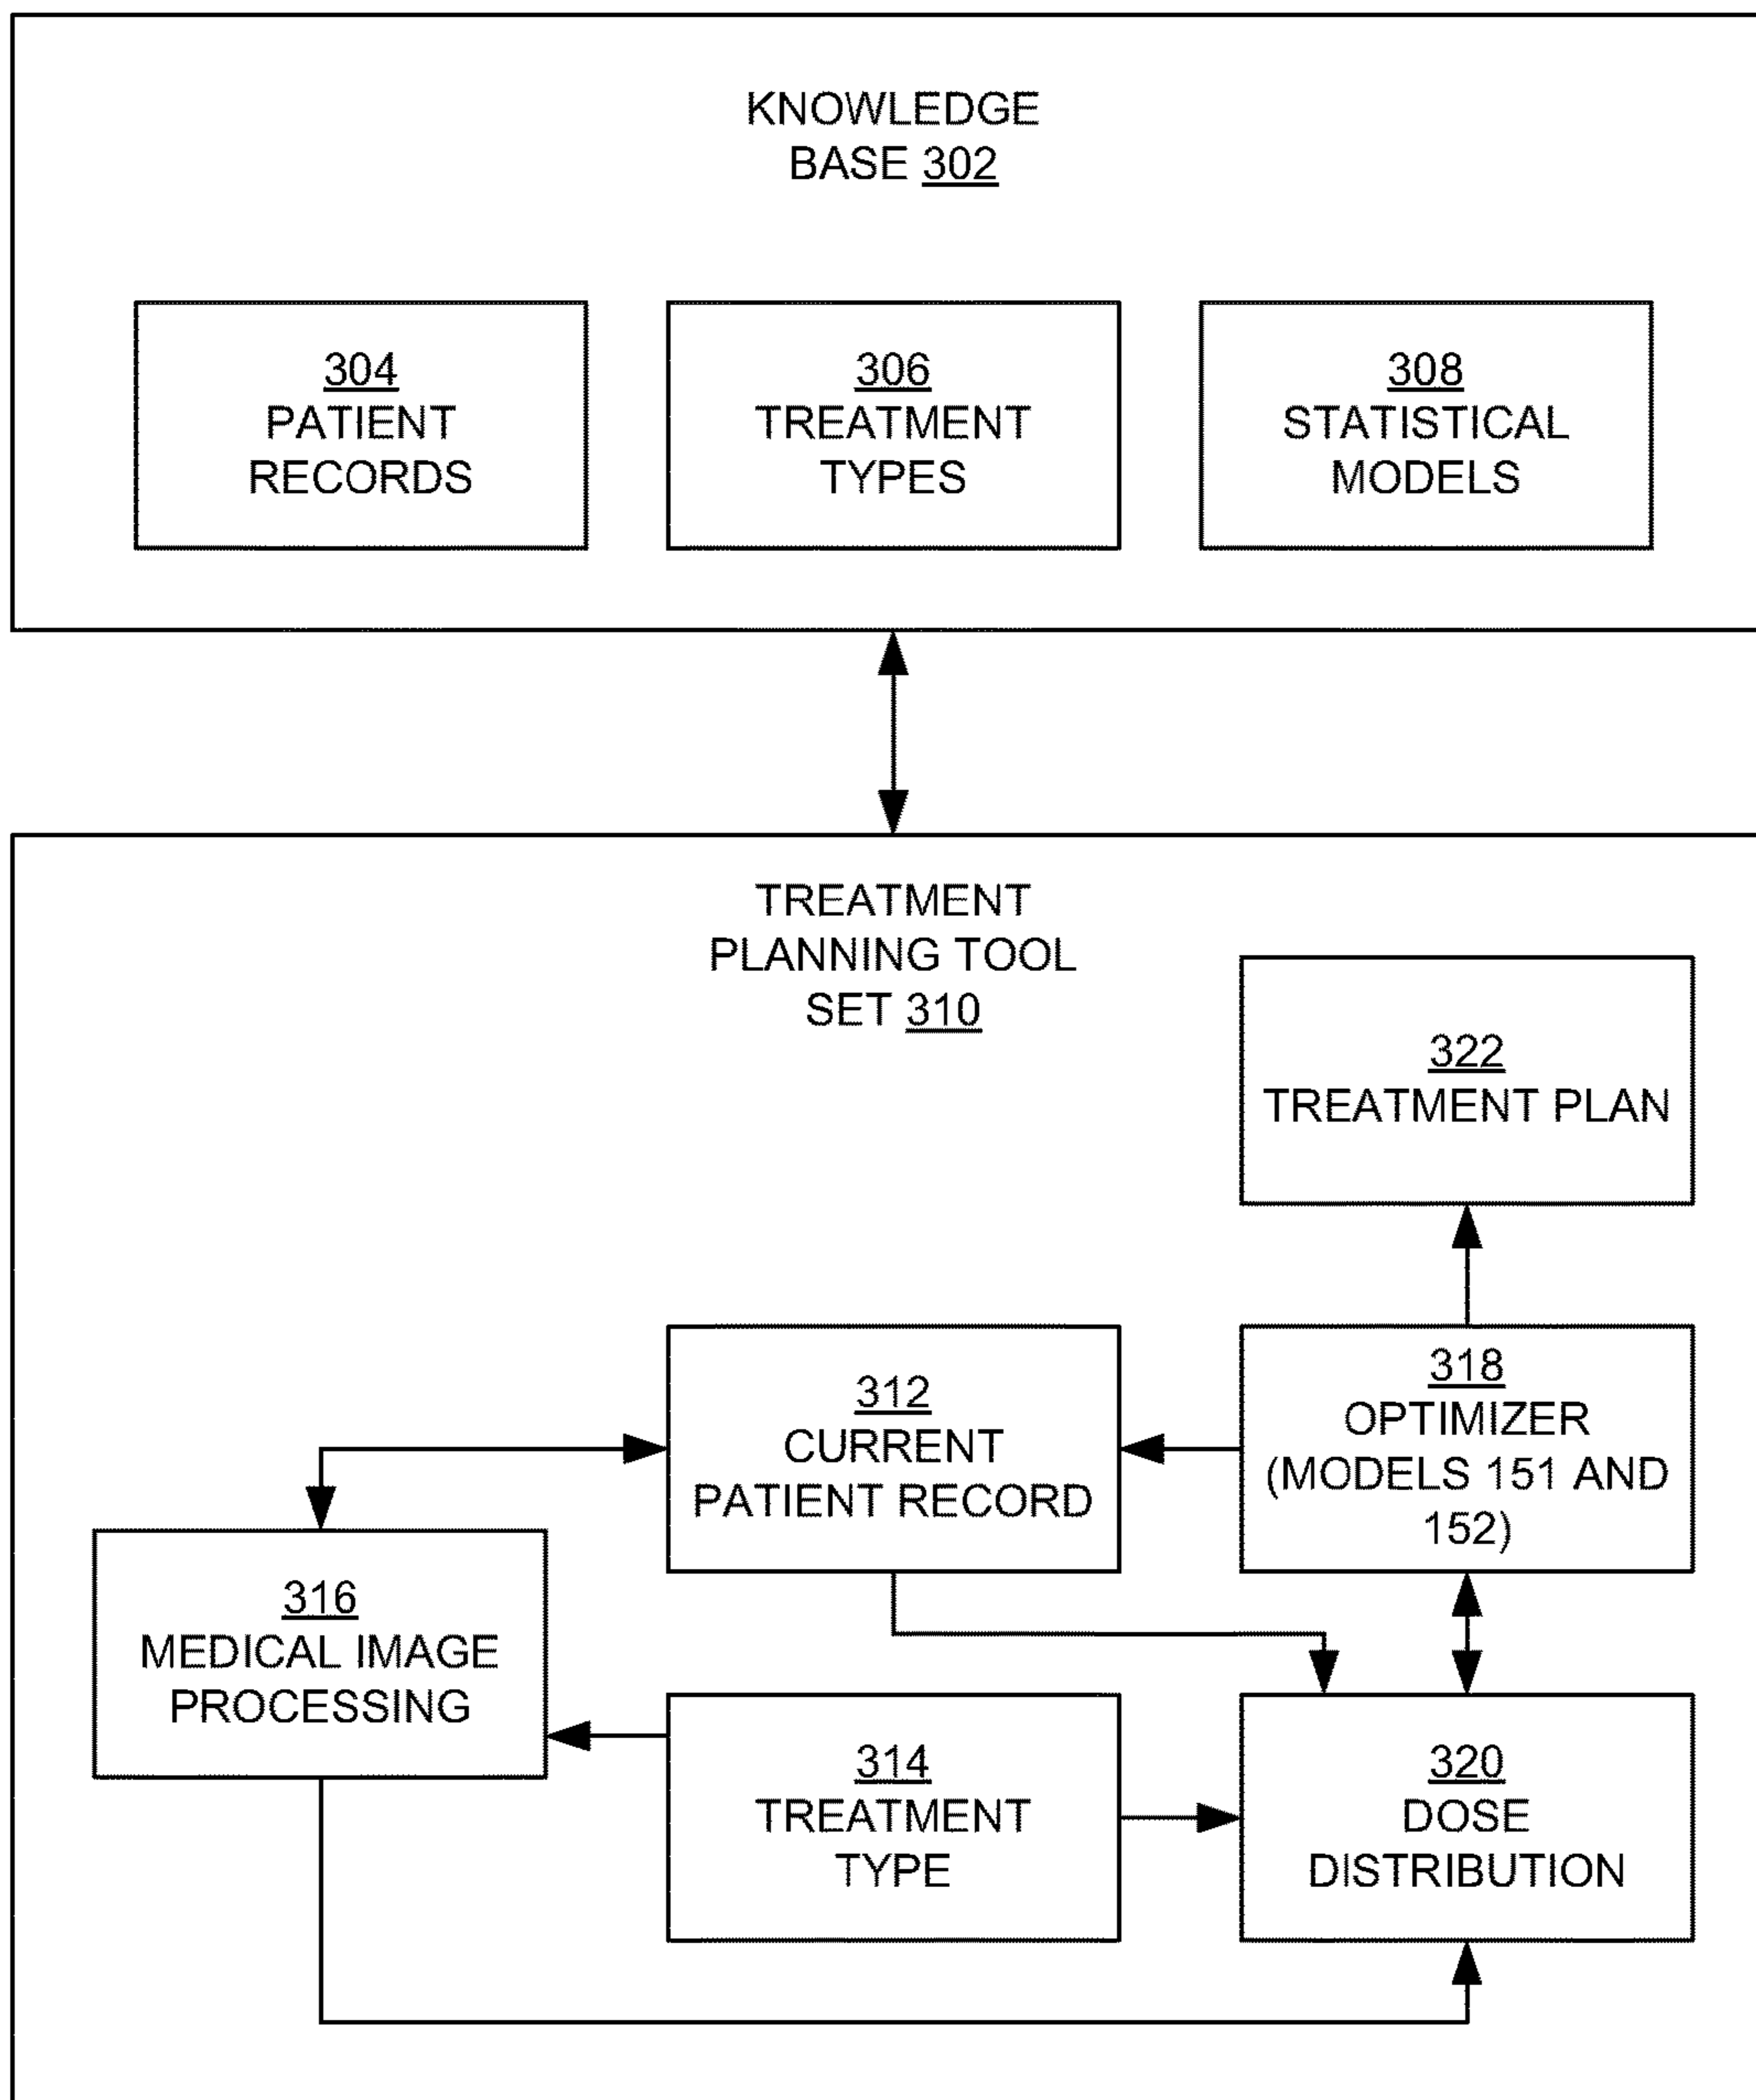 KNOWLEDGE
BASE 302
304
PATIENT
RECORDS
306
TREATMENT
TYPES
308
STATISTICAL
MODELS
TREATMENT
PLANNING TOOL
SET 310
322
TREATMENT PLAN
312
CURRENT
PATIENT RECORD
318
OPTIMIZER
(MODELS 151 AND
152)
316
MEDICAL IMAGE
PROCESSING
314
TREATMENT
TYPE
320
DOSE
DISTRIBUTION